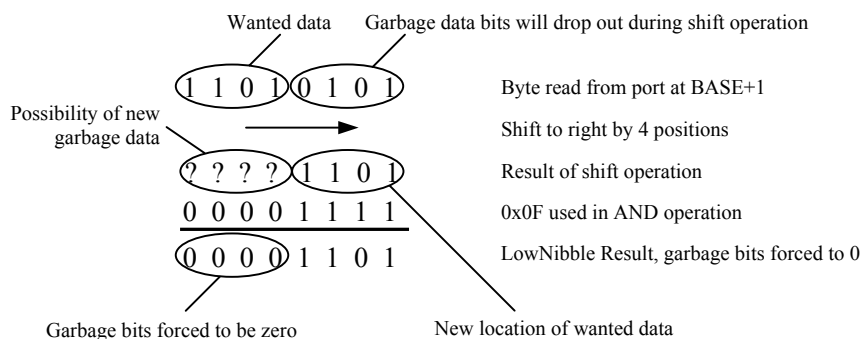 Wanted data Garbage data bits will drop out during shift operation
1 1 0 1 0 1 0 1 Byte read from port at BASE+1
Possibility of new
garbage data
Shift to right by 4 positions
? ? ? ? 1 1 0 1 Result of shift operation
0 0 0 0 1 1 1 1 0x0F used in AND operation
0 0 0 0 1 1 0 1 LowNibble Result, garbage bits forced to 0
Garbage bits forced to be zero New location of wanted data